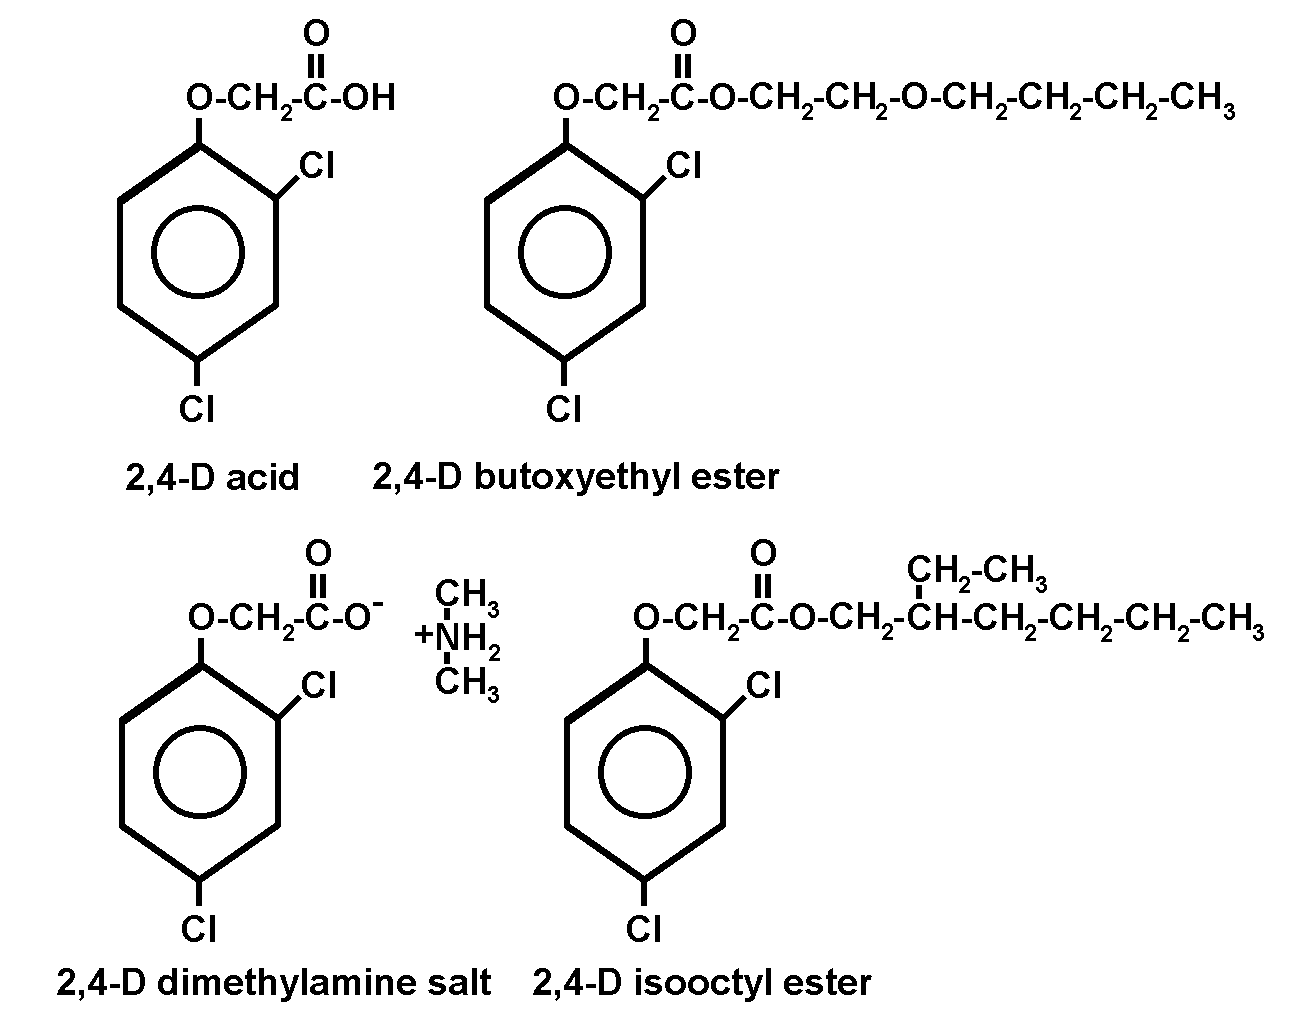 O O
O-CH2-C-OH O-CH2-C-O-CH2-CH2-O-CH2-CH2-CH2-CH3
Cl Cl
Cl Cl
2,4-D acid 2,4-D butoxyethyl ester
O CH3 O CH2-CH3
O-CH2-C-O- +NH2 O-CH2-C-O-CH2-CH-CH2-CH2-CH2-CH3
Cl CH3 Cl
Cl Cl
2,4-D dimethylamine salt 2,4-D isooctyl ester